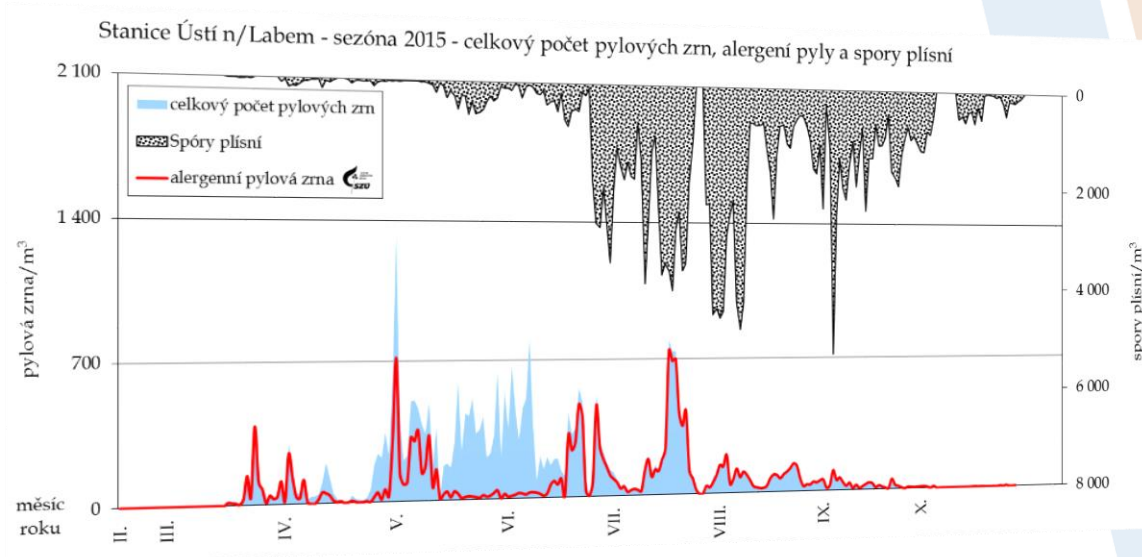 Stanice Ústí n/Labem - sezóna 2015 - celkový počet pylových zrn, alergení pyly a spory plísní
2 100
1 400
700
0
pylová zrna/m³
celkový počet pylových zrn
Spóry plísní
alergenní pylová zrna
SZU
0
2 000
4 000
6 000
8 000
spory plísní/m³
měsíc
roku
II.
III.
IV.
V.
VI.
VII.
VIII.
IX.
X.